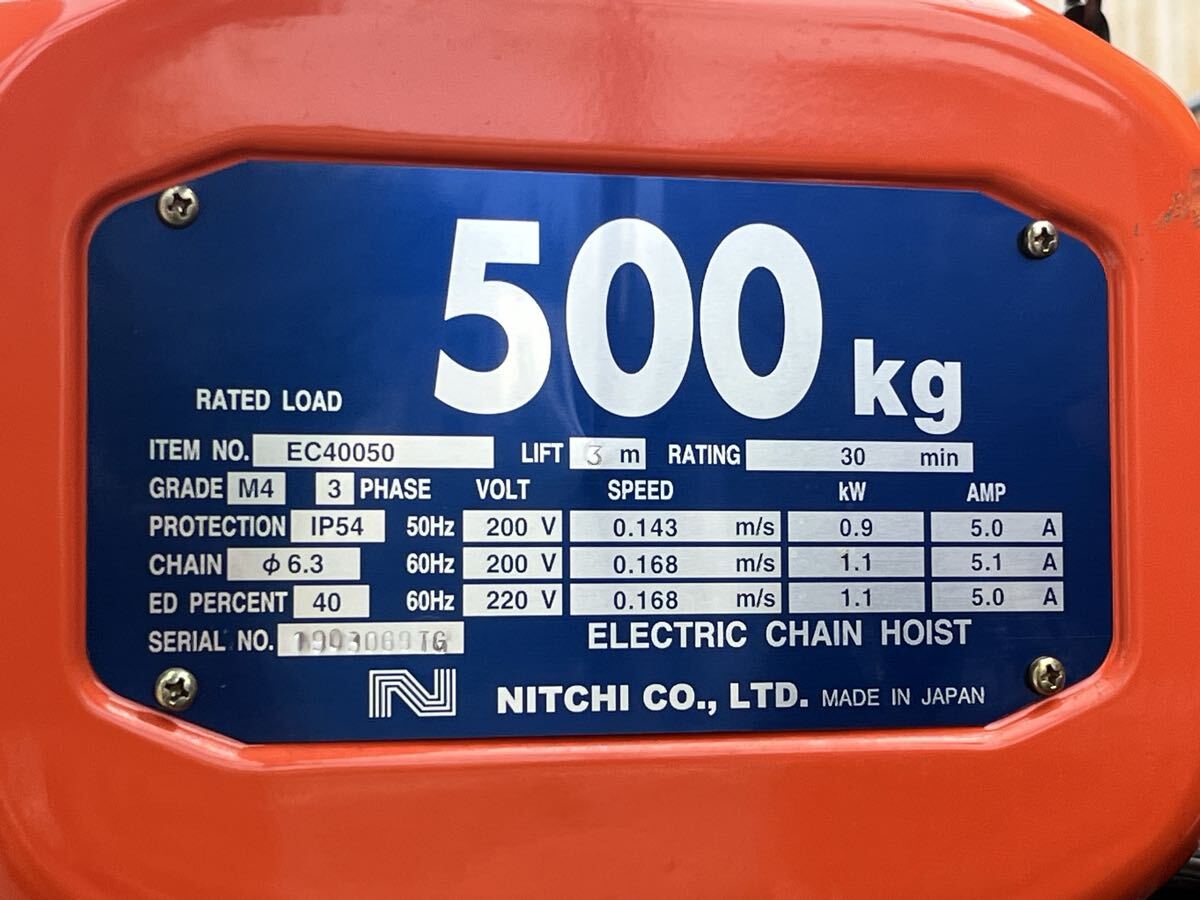 500 kg
RATED LOAD
ITEM NO. EC40050 LIFT 3 m RATING 30 min
GRADE M4 3 PHASE VOLT SPEED kW AMP
PROTECTION IP54 50Hz 200 V 0.143 m/s 0.9 5.0 A
CHAIN φ 6.3 60Hz 200 V 0.168 m/s 1.1 5.1 A
ED PERCENT 40 60Hz 220 V 0.168 m/s 1.1 5.0 A
SERIAL NO. 1903069TG ELECTRIC CHAIN HOIST
N NITCHI CO., LTD. MADE IN JAPAN